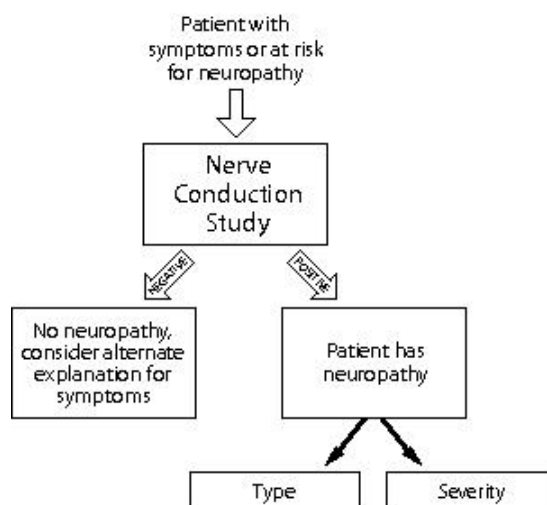 Patient with
symptoms or at risk
for neuropathy
Nerve
Conduction
Study
NEGATIVE
POSITIVE
No neuropathy,
consider alternate
explanation for
symptoms
Patient has
neuropathy
Type
Severity